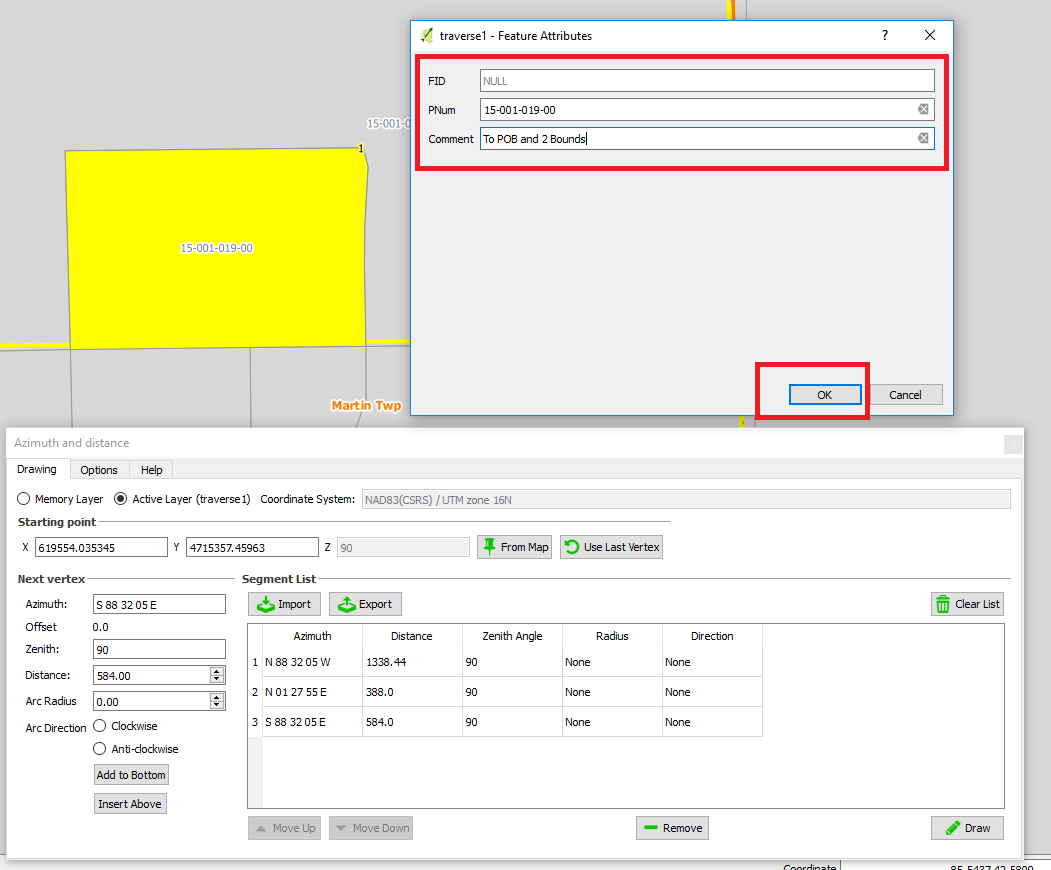 traverse1 - Feature Attributes
?
FID NULL
PNum 15-001-019-00
Comment To POB and 2 Bounds
OK Cancel
15-001-0
1
15-001-019-00
Martin Twp
Azimuth and distance
Drawing Options Help
Memory Layer Active Layer (traverse1) Coordinate System: NAD83(CSRS) / UTM zone 16N
Starting point
X 619554.035345 Y 4715357.45963 Z 90 From Map Use Last Vertex
Next vertex
Azimuth: S 88 32 05 E
Offset 0.0
Zenith: 90
Distance: 584.00
Arc Radius 0.00
Arc Direction Clockwise
Anti-clockwise
Add to Bottom
Insert Above
Segment List
Import Export Clear List
Azimuth Distance Zenith Angle Radius Direction
1 N 88 32 05 W 1338.44 90 None None
2 N 01 27 55 E 388.0 90 None None
3 S 88 32 05 E 584.0 90 None None
Move Up Move Down Remove Draw
Coordinate -85.5437,42.5800